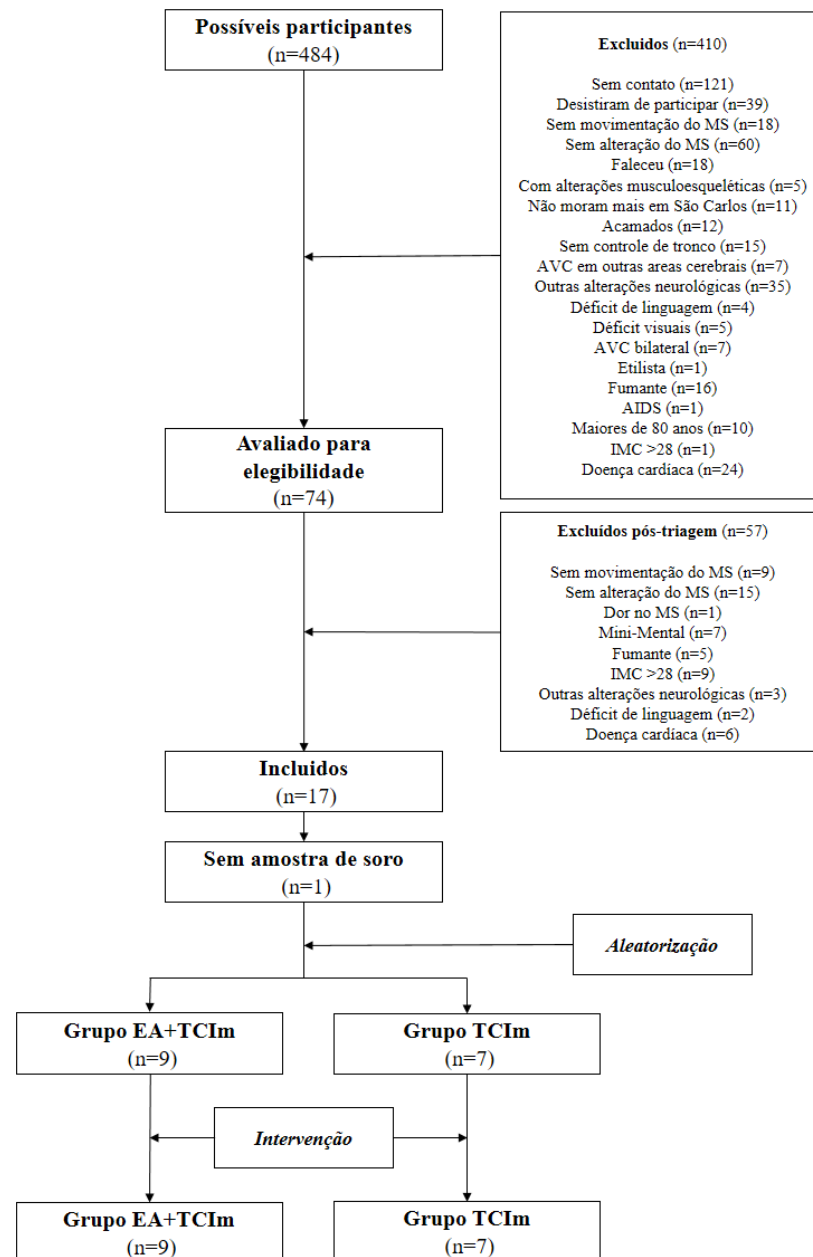 Possíveis participantes
(n=484)
Excluidos (n=410)
Sem contato (n=121)
Desistiram de participar (n=39)
Sem movimentação do MS (n=18)
Sem alteração do MS (n=60)
Faleceu (n=18)
Com alterações musculoesqueléticas (n=5)
Não moram mais em São Carlos (n=11)
Acamados (n=12)
Sem controle de tronco (n=15)
AVC em outras areas cerebrais (n=7)
Outras alterações neurológicas (n=35)
Déficit de linguagem (n=4)
Déficit visuais (n=5)
AVC bilateral (n=7)
Etilista (n=1)
Fumante (n=16)
AIDS (n=1)
Maiores de 80 anos (n=10)
IMC >28 (n=1)
Doença cardíaca (n=24)
Avaliado para
elegibilidade
(n=74)
Excluídos pós-triagem (n=57)
Sem movimentação do MS (n=9)
Sem alteração do MS (n=15)
Dor no MS (n=1)
Mini-Mental (n=7)
Fumante (n=5)
IMC >28 (n=9)
Outras alterações neurológicas (n=3)
Déficit de linguagem (n=2)
Doença cardíaca (n=6)
Incluidos
(n=17)
Sem amostra de soro
(n=1)
Aleatorização
Grupo EA+TCIm
(n=9)
Grupo TCIm
(n=7)
Intervenção
Grupo EA+TCIm
(n=9)
Grupo TCIm
(n=7)